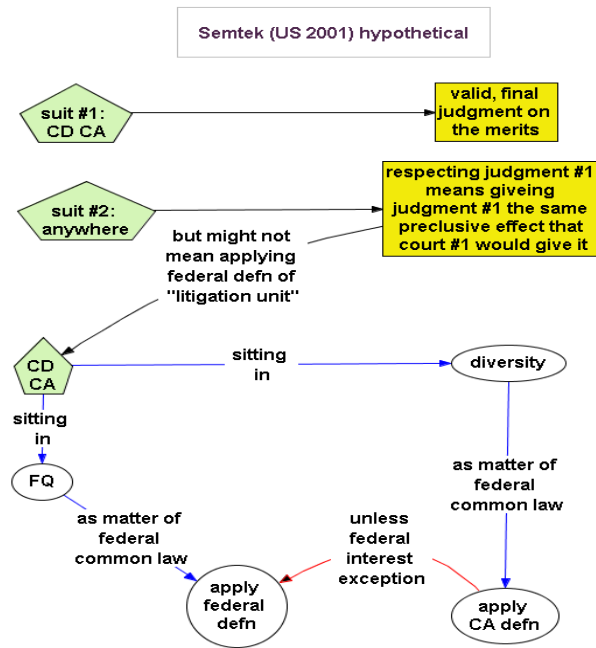 Semtek (US 2001) hypothetical
suit #1:
CD CA
valid, final
judgment on
the merits
suit #2:
anywhere
respecting judgment #1
means giveing
judgment #1 the same
preclusive effect that
court #1 would give it
but might not
mean applying
federal defn of
"litigation unit"
CD
CA
sitting
in
diversity
sitting
in
FQ
as matter of
federal
common law
as matter of
federal
common law
unless
federal
interest
exception
apply
federal
defn
apply
CA defn